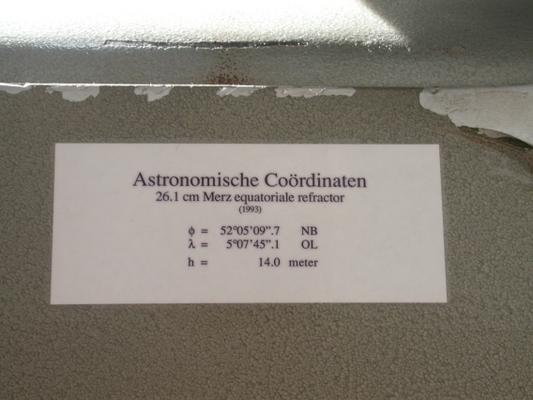 Astronomische Coördinaten
26.1 cm Merz equatoriale refractor
(1993)
ϕ = 52°05'09".7 NB
λ = 5°07'45".1 OL
h = 14.0 meter